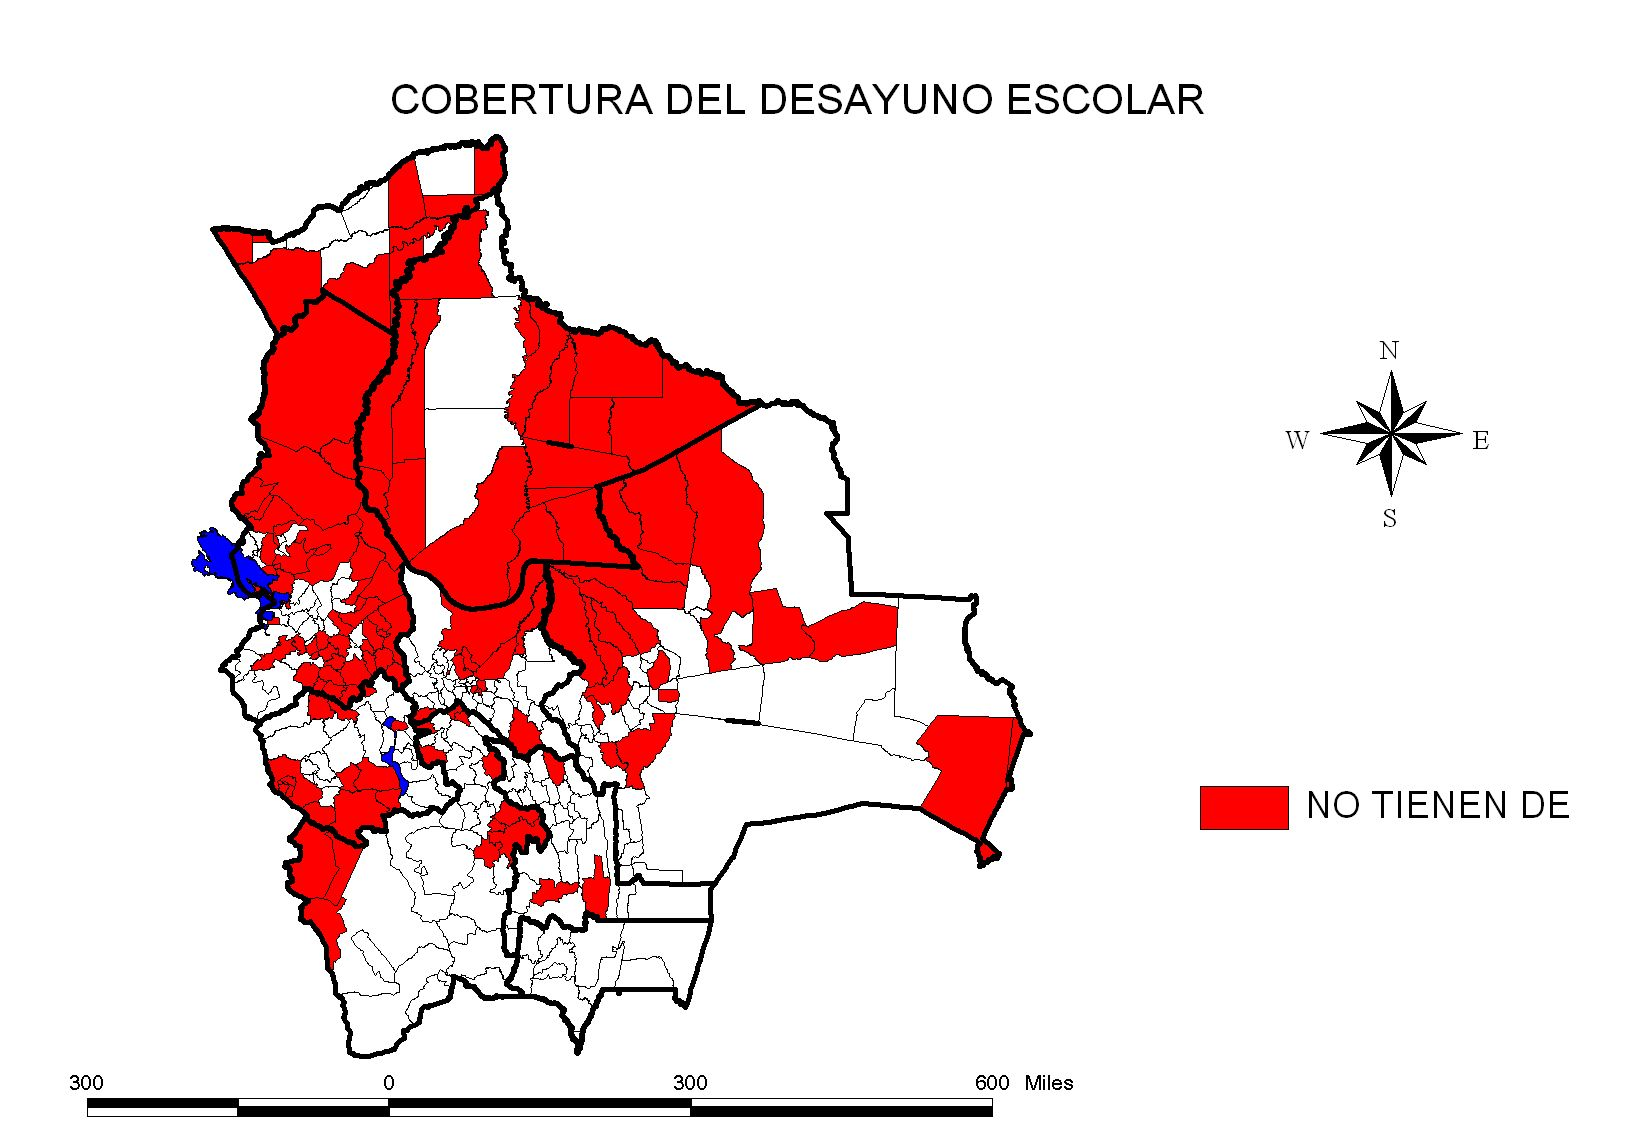 COBERTURA DEL DESAYUNO ESCOLAR
N
W E
S
NO TIENEN DE
300 0 300 600 Miles